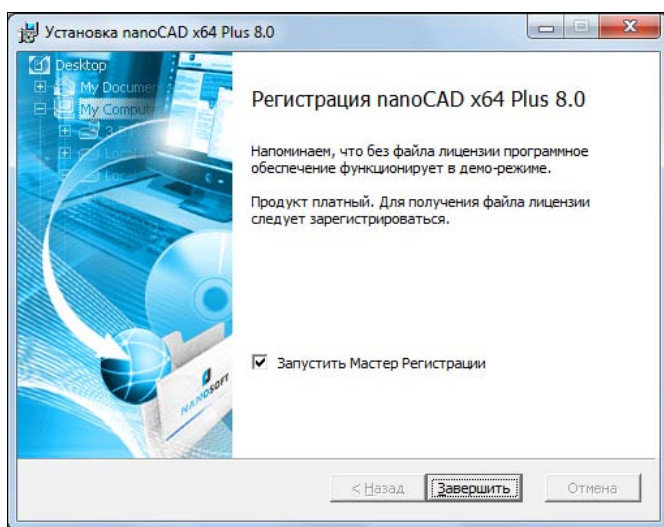 Установка nanoCAD x64 Plus 8.0
Desktop
My Documen
My Comput
Регистрация nanoCAD x64 Plus 8.0
Напоминаем, что без файла лицензии программное
обеспечение функционирует в демо-режиме.
Продукт платный. Для получения файла лицензии
следует зарегистрироваться.
Запустить Мастер Регистрации
NANOSOFT
< Назад
Завершить
Отмена